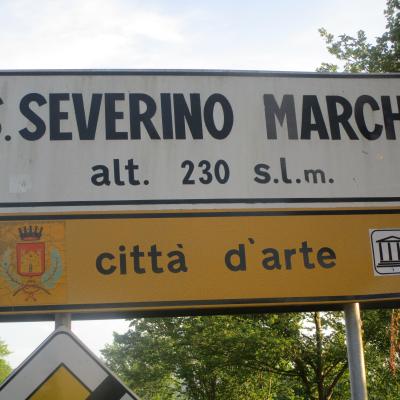 S. SEVERINO MARCH
alt. 230 s.l.m.
città d'arte